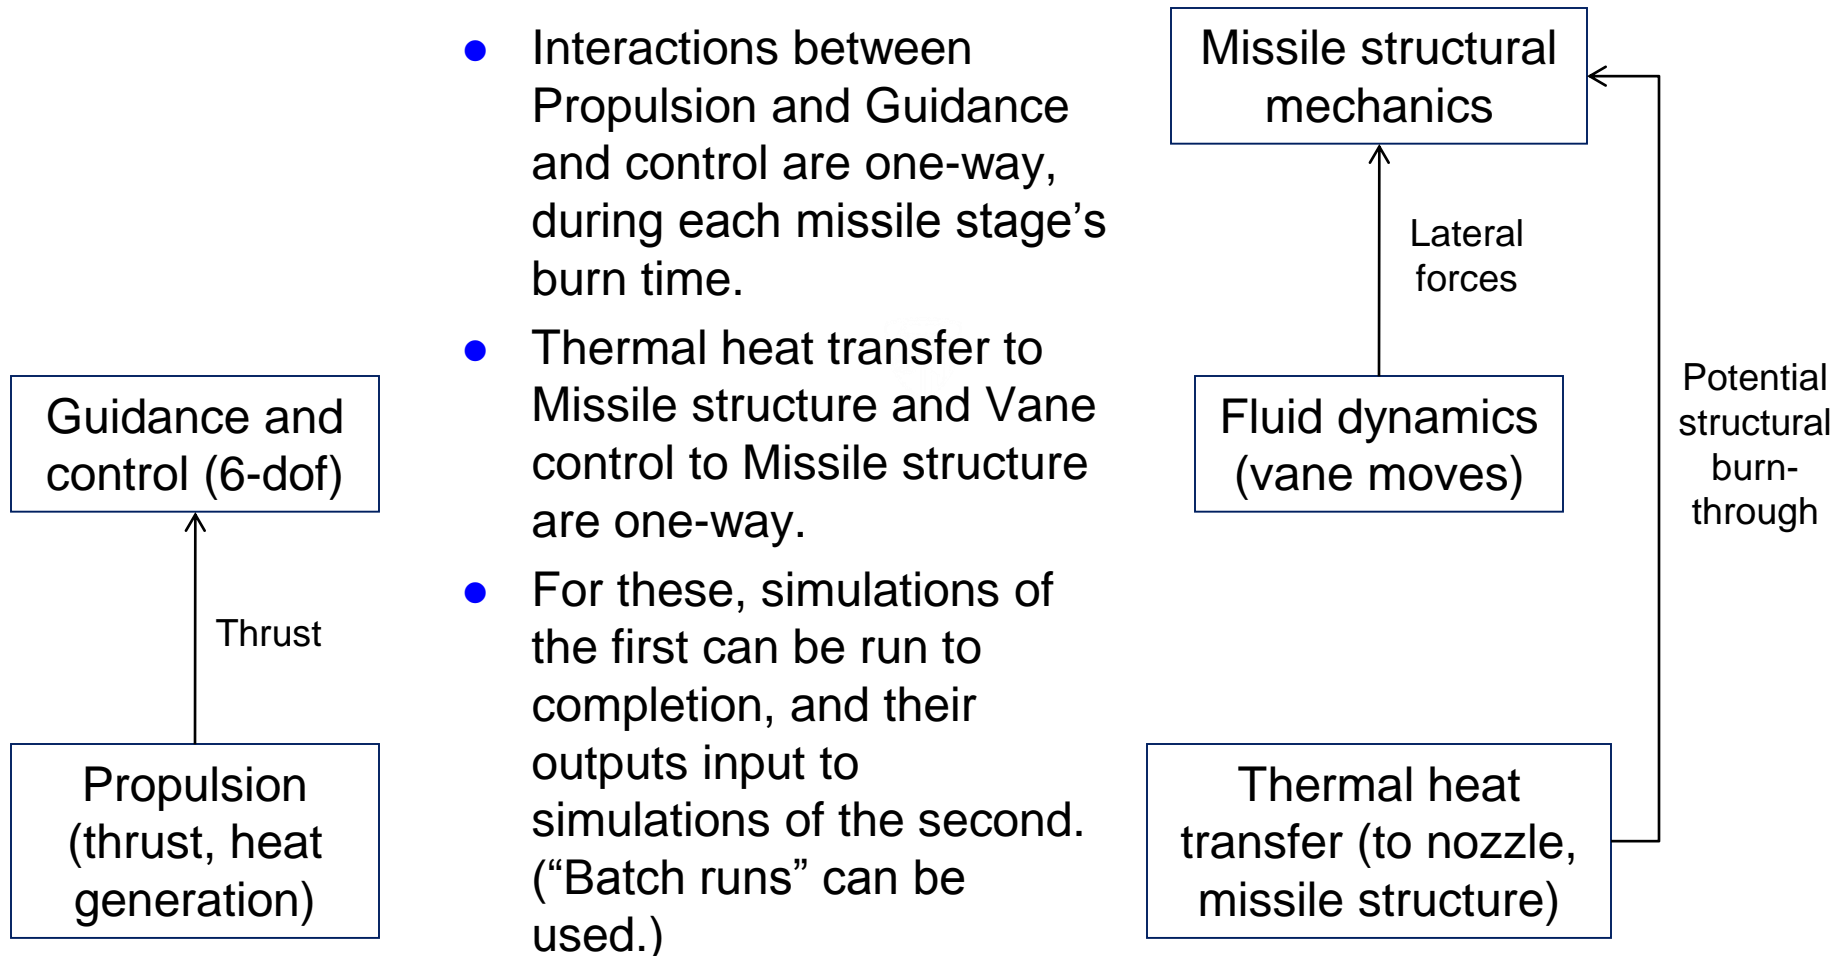 Guidance and
control (6-dof)
Thrust
Propulsion
(thrust, heat
generation)
● Interactions between
Propulsion and Guidance
and control are one-way,
during each missile stage’s
burn time.
● Thermal heat transfer to
Missile structure and Vane
control to Missile structure
are one-way.
● For these, simulations of
the first can be run to
completion, and their
outputs input to
simulations of the second.
(“Batch runs” can be
used.)
Missile structural
mechanics
Lateral
forces
Fluid dynamics
(vane moves)
Potential
structural
burn-
through
Thermal heat
transfer (to nozzle,
missile structure)